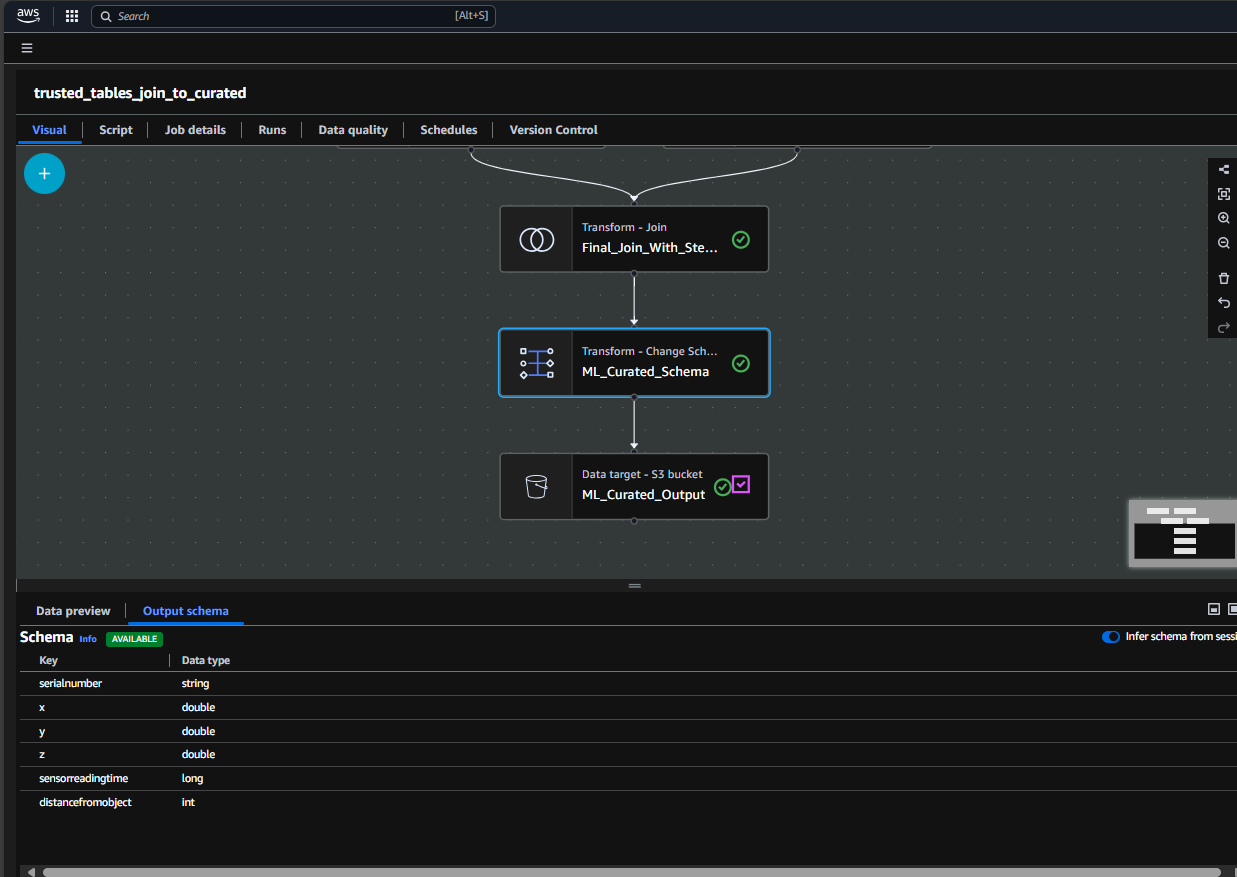 aws
Search [Alt+S]
trusted_tables_join_to_curated
Visual Script Job details Runs Data quality Schedules Version Control
Transform - Join
Final_Join_With_Ste...
Transform - Change Sch...
ML_Curated_Schema
Data target - S3 bucket
ML_Curated_Output
Data preview Output schema
Schema Info AVAILABLE
Infer schema from sessi
Key Data type
serialnumber string
x double
y double
z double
sensorreadingtime long
distancefromobject int